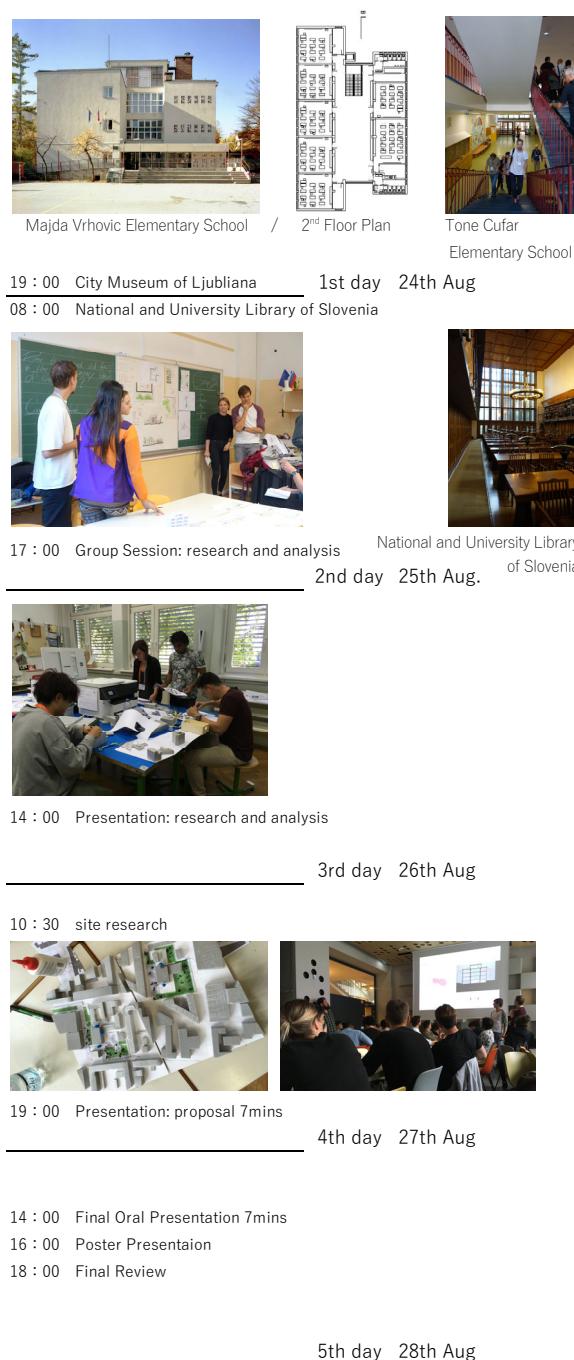 Majda Vrhovic Elementary School / 2nd Floor Plan
Tone Cufar
Elementary School
19：00 City Museum of Ljubliana
1st day 24th Aug
08：00 National and University Library of Slovenia
17：00 Group Session: research and analysis
National and University Library
of Slovenia
2nd day 25th Aug.
14：00 Presentation: research and analysis
3rd day 26th Aug
10：30 site research
19：00 Presentation: proposal 7mins
4th day 27th Aug
14：00 Final Oral Presentation 7mins
16：00 Poster Presentaion
18：00 Final Review
5th day 28th Aug